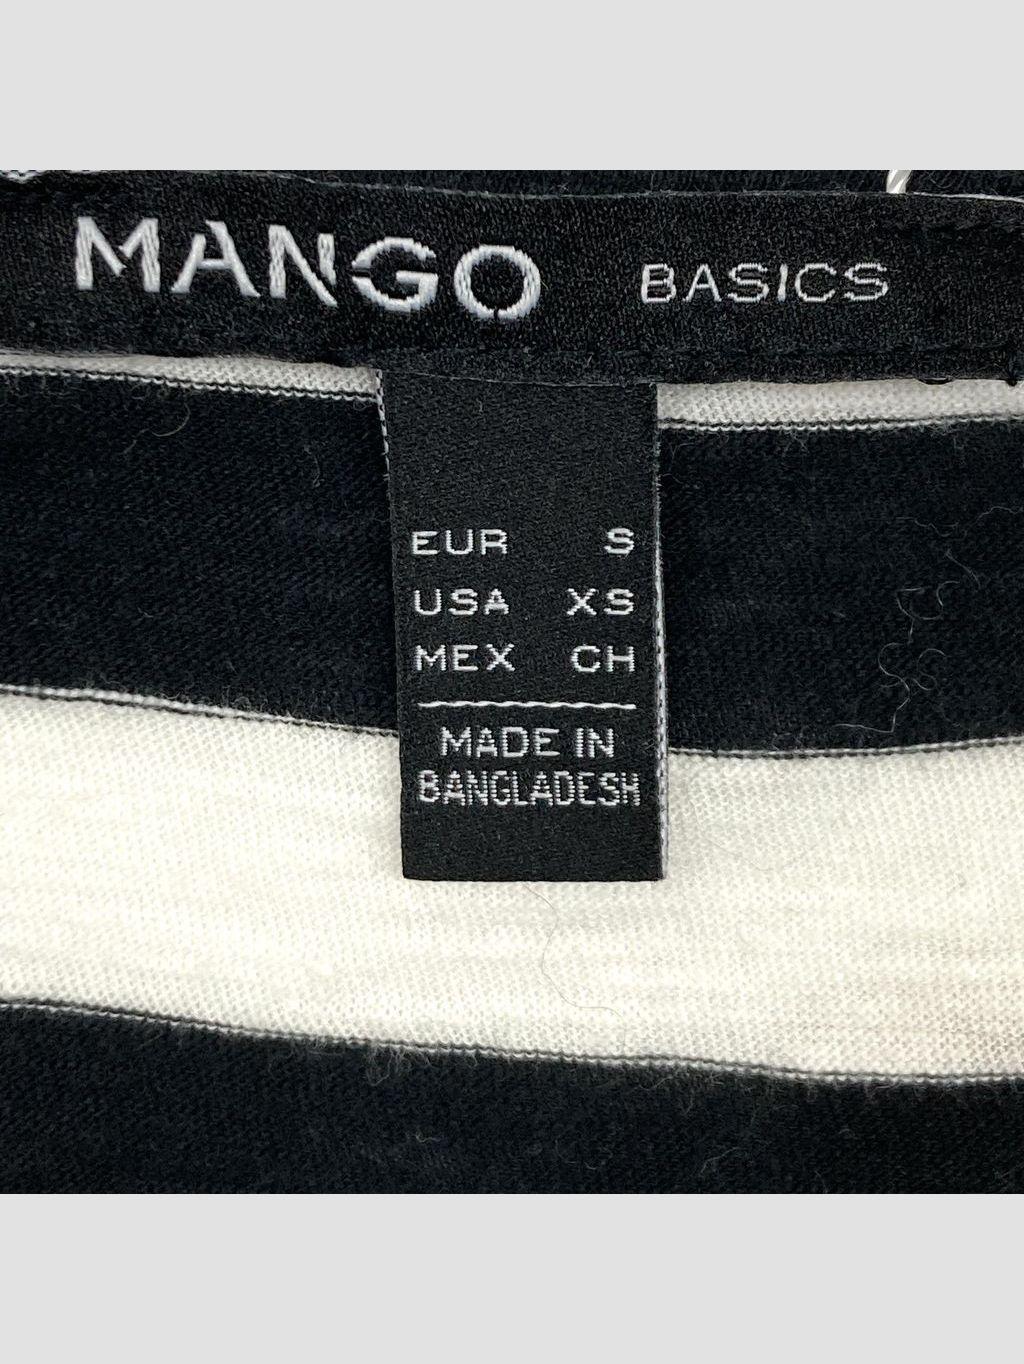 MANGO BASICS
EUR S
USA XS
MEX CH
MADE IN
BANGLADESH